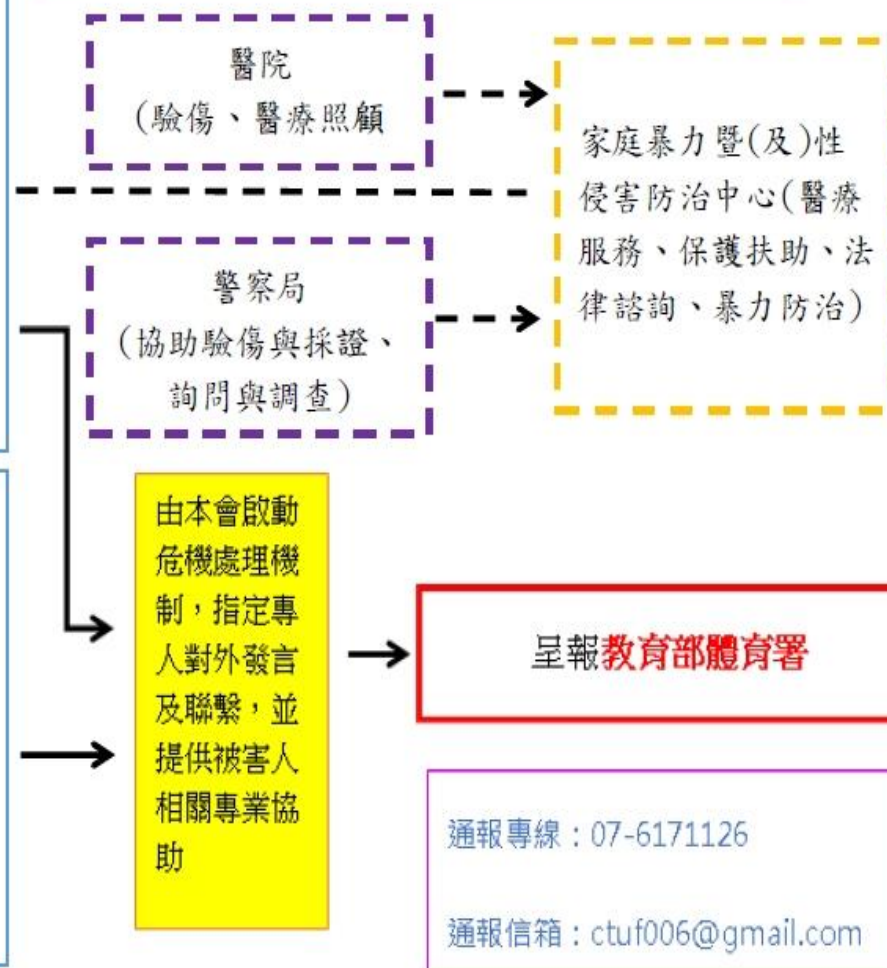 醫院
(驗傷、醫療照顧
家庭暴力暨(及)性
侵害防治中心(醫療
服務、保護扶助、法
律諮詢、暴力防治)
警察局
(協助驗傷與採證、
詢問與調查)
由本會啟動
危機處理機
制，指定專
人對外發言
及聯繫，並
提供被害人
相關專業協
助
呈報教育部體育署
通報專線：07-6171126
通報信箱：ctuf006@gmail.com